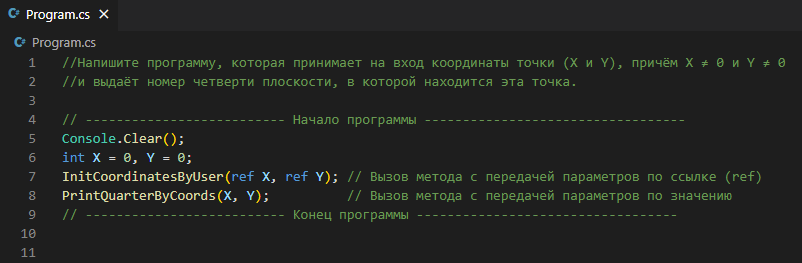 C# Program.cs ×
C# Program.cs
1 //Напишите программу, которая принимает на вход координаты точки (X и Y), причём X ≠ 0 и Y ≠ 0
2 //и выдаёт номер четверти плоскости, в которой находится эта точка.
3
4 // -------------------------- Начало программы ----------------------------------
5 Console.Clear();
6 int X = 0, Y = 0;
7 InitCoordinatesByUser(ref X, ref Y); // Вызов метода с передачей параметров по ссылке (ref)
8 PrintQuarterByCoords(X, Y);          // Вызов метода с передачей параметров по значению
9 // -------------------------- Конец программы ----------------------------------
10
11